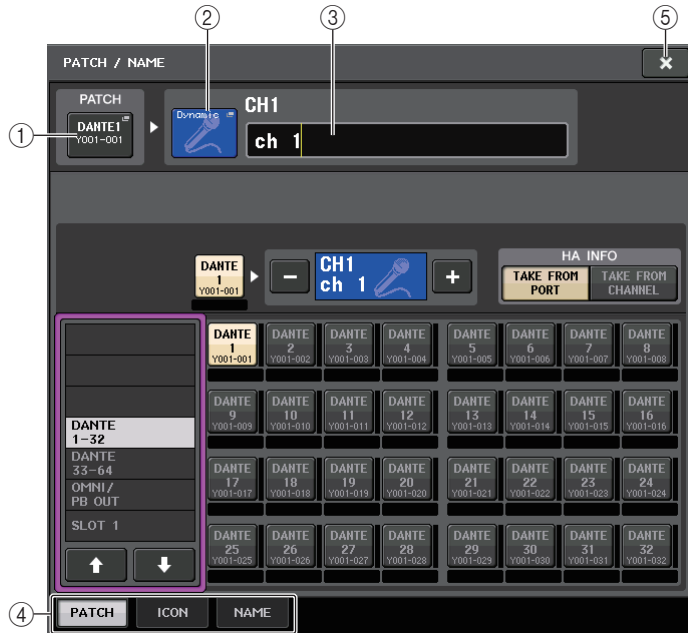 ② ③ ⑤
PATCH / NAME ×
PATCH
① DANTE1
Y001-001
Dynamic
CH1
ch 1
DANTE
1
Y001-001
−
CH1
ch 1
+
HA INFO
TAKE FROM
PORT
TAKE FROM
CHANNEL
DANTE
1-32
DANTE
33-64
OMNI/
PB OUT
SLOT 1
DANTE DANTE DANTE DANTE DANTE DANTE DANTE DANTE
1 2 3 4 5 6 7 8
Y001-001 Y001-002 Y001-003 Y001-004 Y001-005 Y001-006 Y001-007 Y001-008
DANTE DANTE DANTE DANTE DANTE DANTE DANTE DANTE
9 10 11 12 13 14 15 16
Y001-009 Y001-010 Y001-011 Y001-012 Y001-013 Y001-014 Y001-015 Y001-016
DANTE DANTE DANTE DANTE DANTE DANTE DANTE DANTE
17 18 19 20 21 22 23 24
Y001-017 Y001-018 Y001-019 Y001-020 Y001-021 Y001-022 Y001-023 Y001-024
DANTE DANTE DANTE DANTE DANTE DANTE DANTE DANTE
25 26 27 28 29 30 31 32
Y001-025 Y001-026 Y001-027 Y001-028 Y001-029 Y001-030 Y001-031 Y001-032
④ PATCH ICON NAME